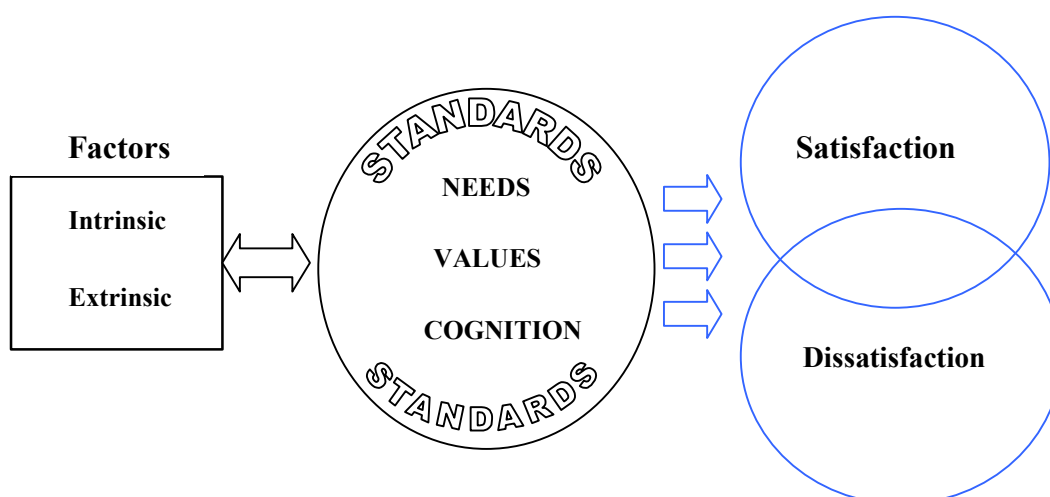 Factors
Intrinsic
Extrinsic
STANDARDS
NEEDS
VALUES
COGNITION
STANDARDS
Satisfaction
Dissatisfaction